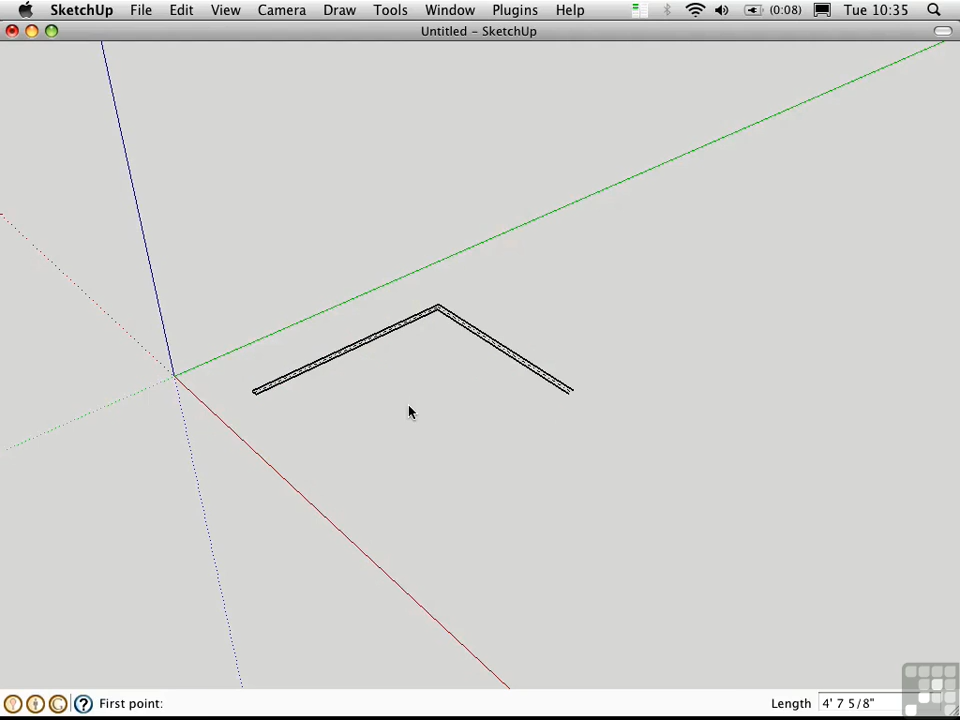 SketchUp File Edit View Camera Draw Tools Window Plugins Help (0:08) Tue 10:35
Untitled – SketchUp
First point: Length 4' 7 5/8"